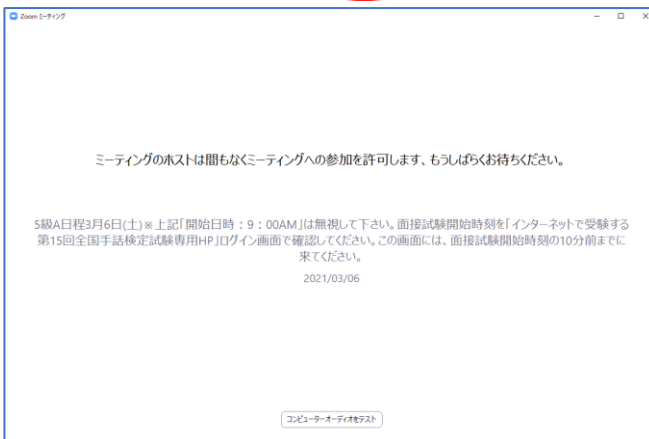 Zoom ミーティング
ミーティングのホストは間もなくミーティングへの参加を許可します、もうしばらくお待ちください。
5級A日程3月6日(土)※上記「開始日時：9：00AM」は無視して下さい。面接試験開始時刻を「インターネットで受験する
第15回全国手話検定試験専用HP」ログイン画面で確認してください。この画面には、面接試験開始時刻の10分前までに
来てください。
2021/03/06
コンピューターオーディオをテスト